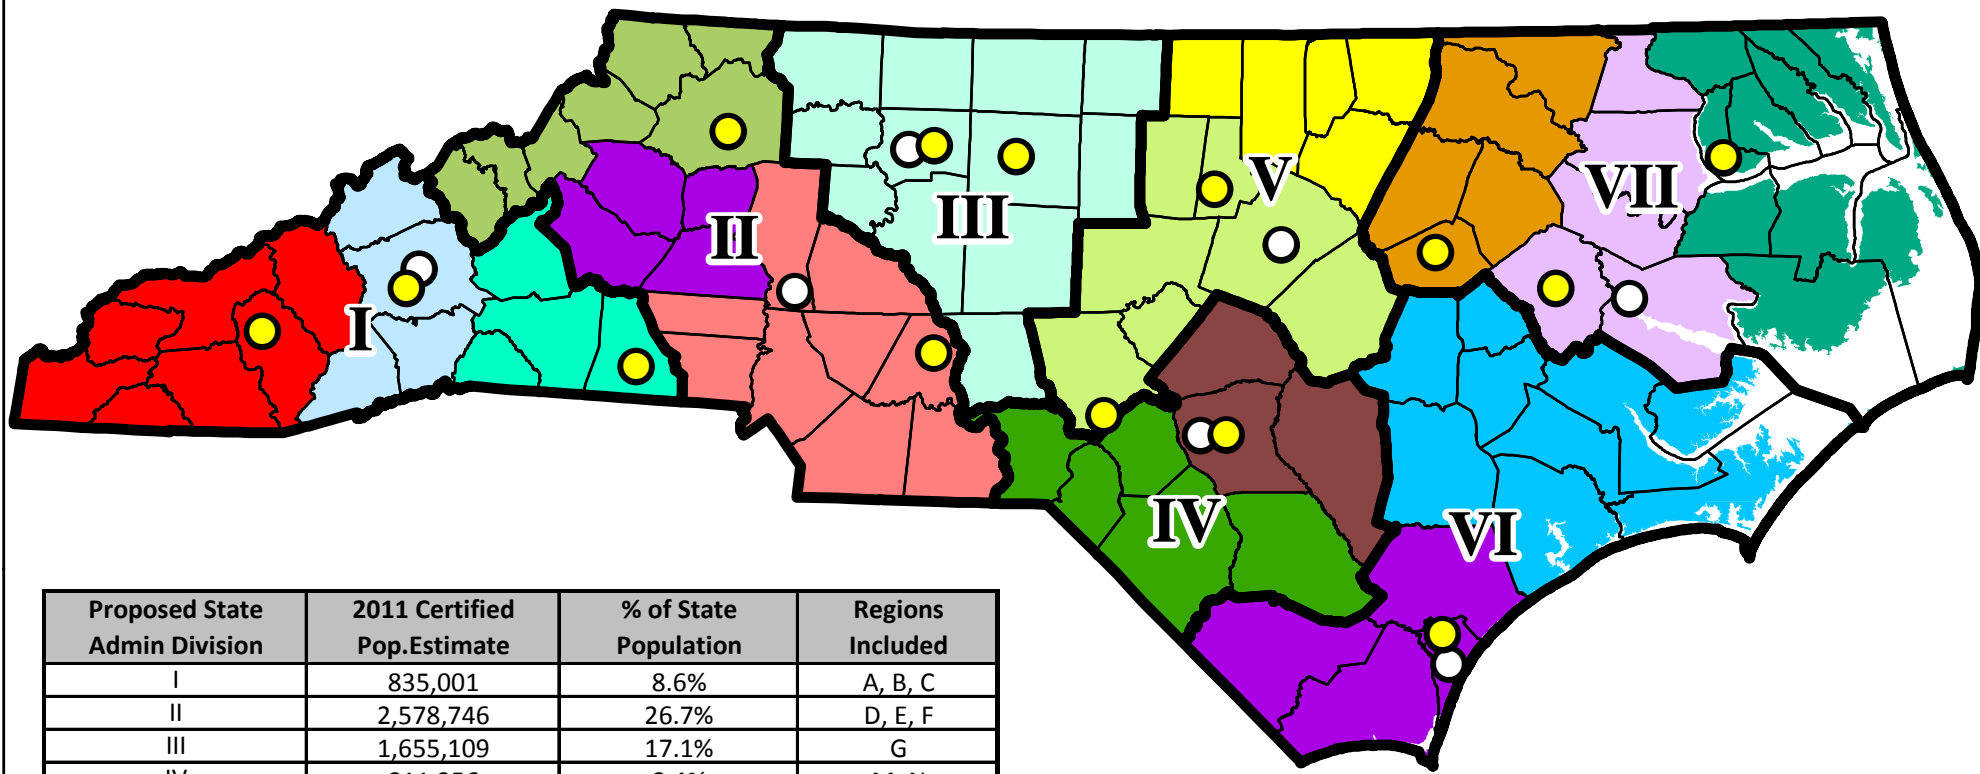 V
VII
II
III
I
IV
VI
Proposed State Admin Division | 2011 Certified Pop.Estimate | % of State Population | Regions Included
I | 835,001 | 8.6% | A, B, C
II | 2,578,746 | 26.7% | D, E, F
III | 1,655,109 | 17.1% | G
IV